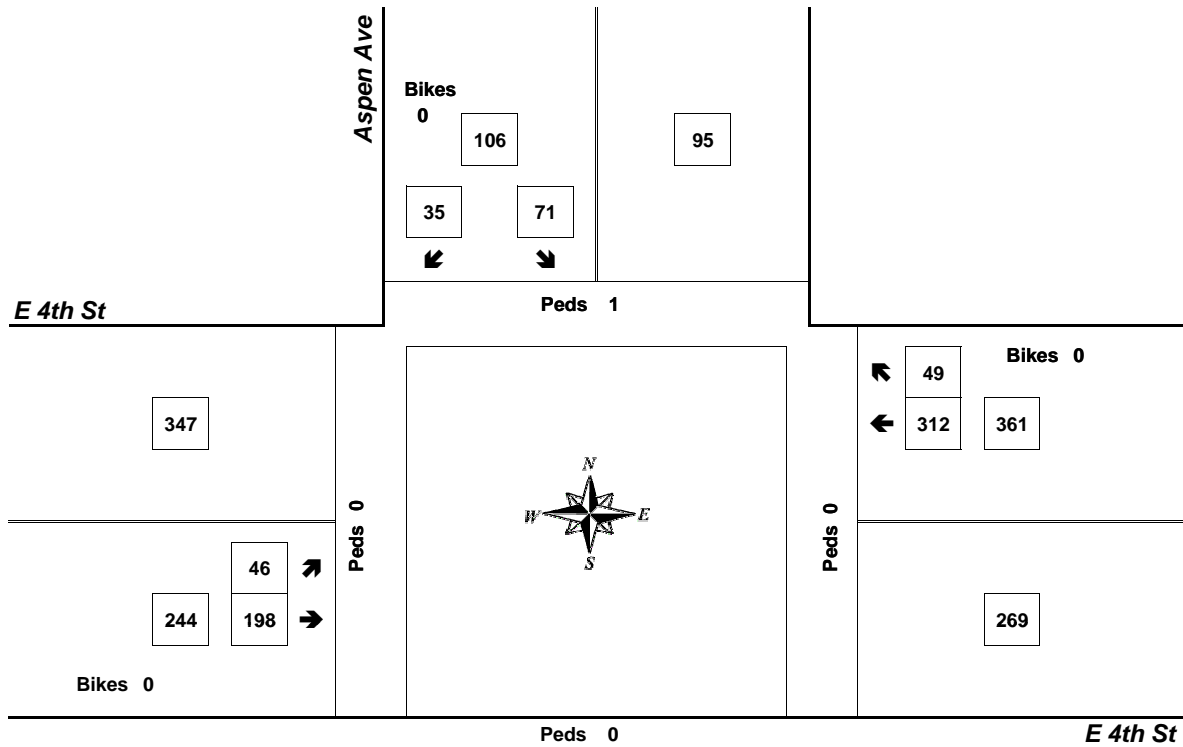 Aspen Ave
Bikes
0
106
95
35
71
Peds 1
E 4th St
Bikes 0
49
347
312
361
N
W
E
S
Peds 0
Peds 0
46
244
198
269
Bikes 0
Peds 0
E 4th St